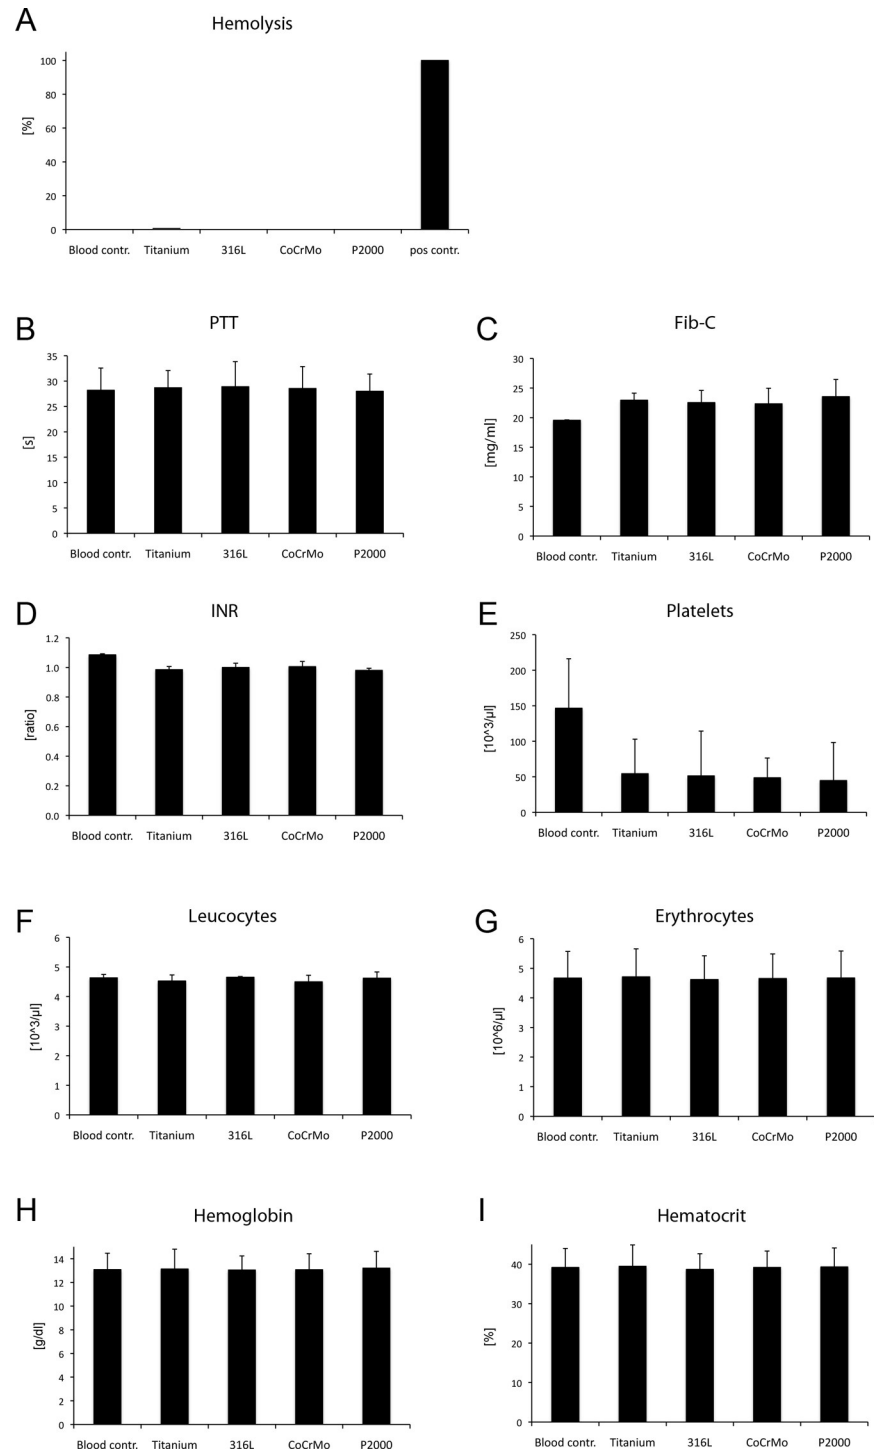 A
Hemolysis
[%]
100
80
60
40
20
0
Blood contr. Titanium 316L CoCrMo P2000 pos contr.
B
PTT
[s]
35
30
25
20
15
10
5
0
Blood contr. Titanium 316L CoCrMo P2000
C
Fib-C
[mg/ml]
30
25
20
15
10
5
0
Blood contr. Titanium 316L CoCrMo P2000
D
INR
[ratio]
1.2
1.0
0.8
0.6
0.4
0.2
0.0
Blood contr. Titanium 316L CoCrMo P2000
E
Platelets
[10^3/µl]
250
200
150
100
50
0
Blood contr. Titanium 316L CoCrMo P2000
F
Leucocytes
[10^3/µl]
6
5
4
3
2
1
0
Blood contr. Titanium 316L CoCrMo P2000
G
Erythrocytes
[10^6/µl]
6
5
4
3
2
1
0
Blood contr. Titanium 316L CoCrMo P2000
H
Hemoglobin
[g/dl]
14
12
10
8
6
4
2
0
Blood contr. Titanium 316L CoCrMo P2000
I
Hematocrit
[%]
40
30
20
10
0
Blood contr. Titanium 316L CoCrMo P2000